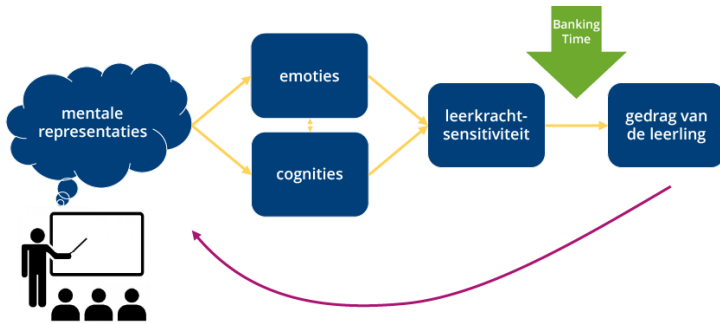 Banking
Time
mentale
representaties
emoties
cognities
leerkracht-
sensitiviteit
gedrag van
de leerling